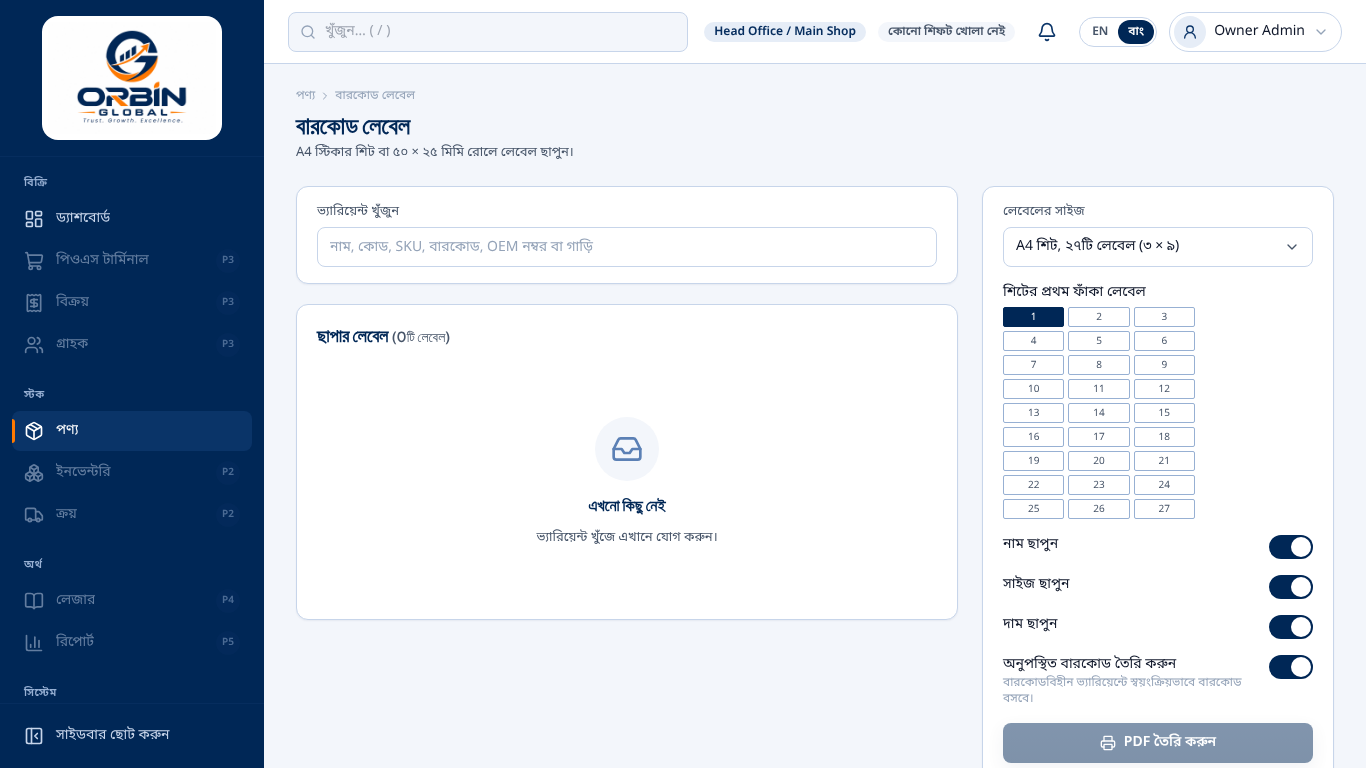 ORBIN
GLOBAL
Trust. Growth. Excellence.
বিক্রি
ড্যাশবোর্ড
পিওএস টার্মিনাল P3
বিক্রয় P3
গ্রাহক P3
স্টক
পণ্য
ইনভেন্টরি P2
ক্রয় P2
অর্থ
লেজার P4
রিপোর্ট P5
সিস্টেম
সাইডবার ছোট করুন
খুঁজুন... ( / )
Head Office / Main Shop
কোনো শিফট খোলা নেই
EN বাং
Owner Admin
পণ্য > বারকোড লেবেল
বারকোড লেবেল
A4 স্টিকার শিট বা ৫০ × ২৫ মিমি রোলে লেবেল ছাপুন।
ভ্যারিয়েন্ট খুঁজুন
নাম, কোড, SKU, বারকোড, OEM নম্বর বা গাড়ি
ছাপার লেবেল (0টি লেবেল)
এখনো কিছু নেই
ভ্যারিয়েন্ট খুঁজে এখানে যোগ করুন।
লেবেলের সাইজ
A4 শিট, ২৭টি লেবেল (৩ × ৯)
শিটের প্রথম ফাঁকা লেবেল
1 2 3
4 5 6
7 8 9
10 11 12
13 14 15
16 17 18
19 20 21
22 23 24
25 26 27
নাম ছাপুন
সাইজ ছাপুন
দাম ছাপুন
অনুপস্থিত বারকোড তৈরি করুন
বারকোডবিহীন ভ্যারিয়েন্টে স্বয়ংক্রিয়ভাবে বারকোড
বসবে।
PDF তৈরি করুন